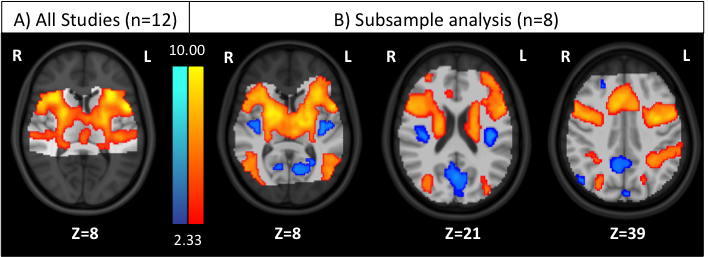 A) All Studies (n=12)
B) Subsample analysis (n=8)
R
L
10.00
2.33
R
L
R
L
R
L
Z=8
Z=8
Z=21
Z=39